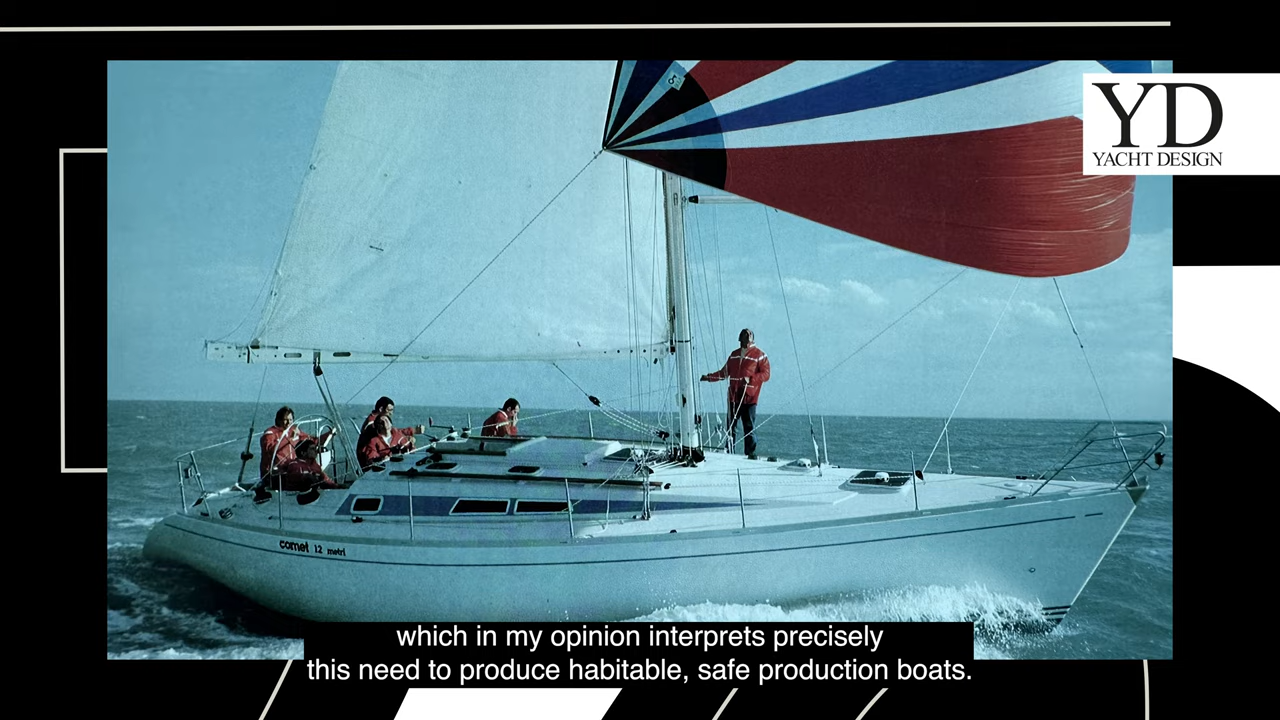 YD
YACHT DESIGN
comet 12 metri
which in my opinion interprets precisely
this need to produce habitable, safe production boats.